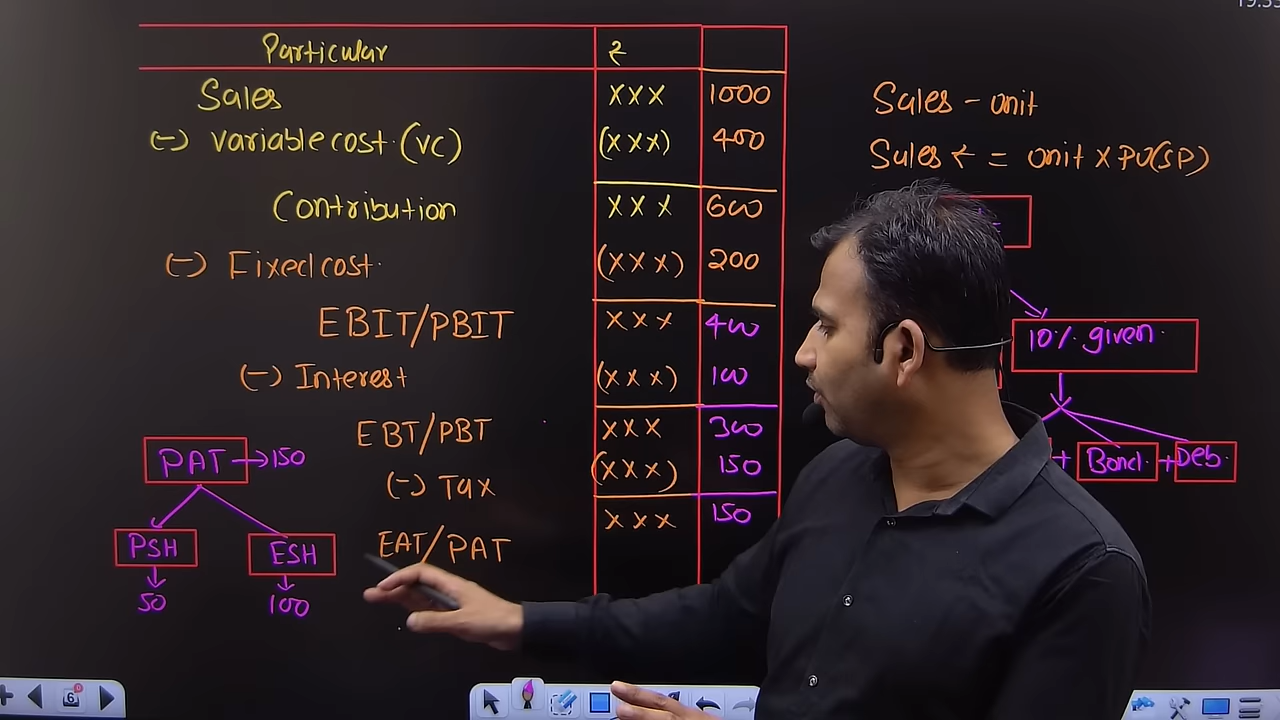 Particular ₹
Sales XXX 1000
(-) Variable cost (VC) (XXX) 400
Contribution XXX 600
(-) Fixed cost (XXX) 200
EBIT/PBIT XXX 400
(-) Interest (XXX) 100
EBT/PBT XXX 300
(-) Tax (XXX) 150
EAT/PAT XXX 150
PAT → 150
PSH ESH
50 100
Sales - unit
Sales ₹ = unit X PU(SP)
10% given
+ Bond + Deb.
6